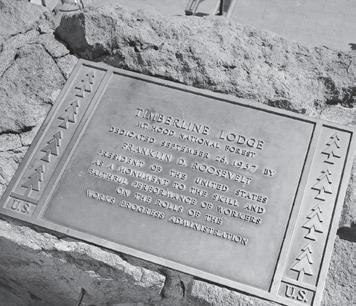 TIMBERLINE LODGE
MT HOOD NATIONAL FOREST
DEDICATED SEPTEMBER 28, 1937 BY
FRANKLIN D. ROOSEVELT
PRESIDENT OF THE UNITED STATES
AS A MONUMENT TO THE SKILL AND
FAITHFUL PERFORMANCE OF WORKERS
ON THE ROLLS OF THE
WORKS PROGRESS ADMINISTRATION
U.S.
U.S.